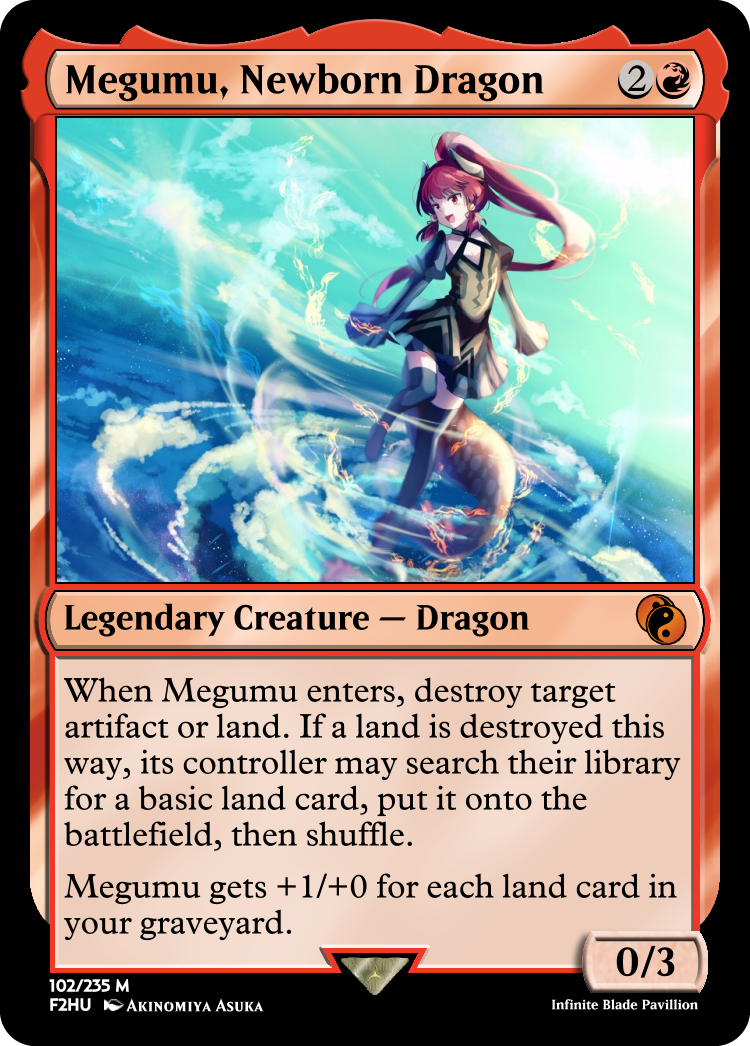 Megumu, Newborn Dragon 2
Legendary Creature — Dragon
When Megumu enters, destroy target
artifact or land. If a land is destroyed this
way, its controller may search their library
for a basic land card, put it onto the
battlefield, then shuffle.
Megumu gets +1/+0 for each land card in
your graveyard.
0/3
102/235 M
F2HU Akinomiya Asuka
Infinite Blade Pavillion